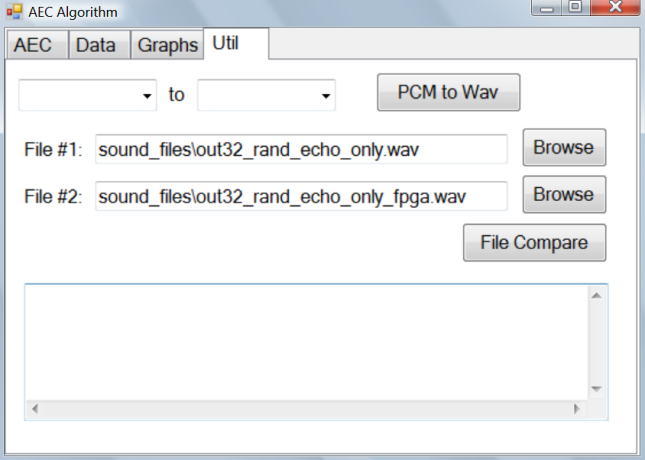 AEC Algorithm
AEC Data Graphs Util
to PCM to Wav
File #1: sound_files\out32_rand_echo_only.wav Browse
File #2: sound_files\out32_rand_echo_only_fpga.wav Browse
File Compare